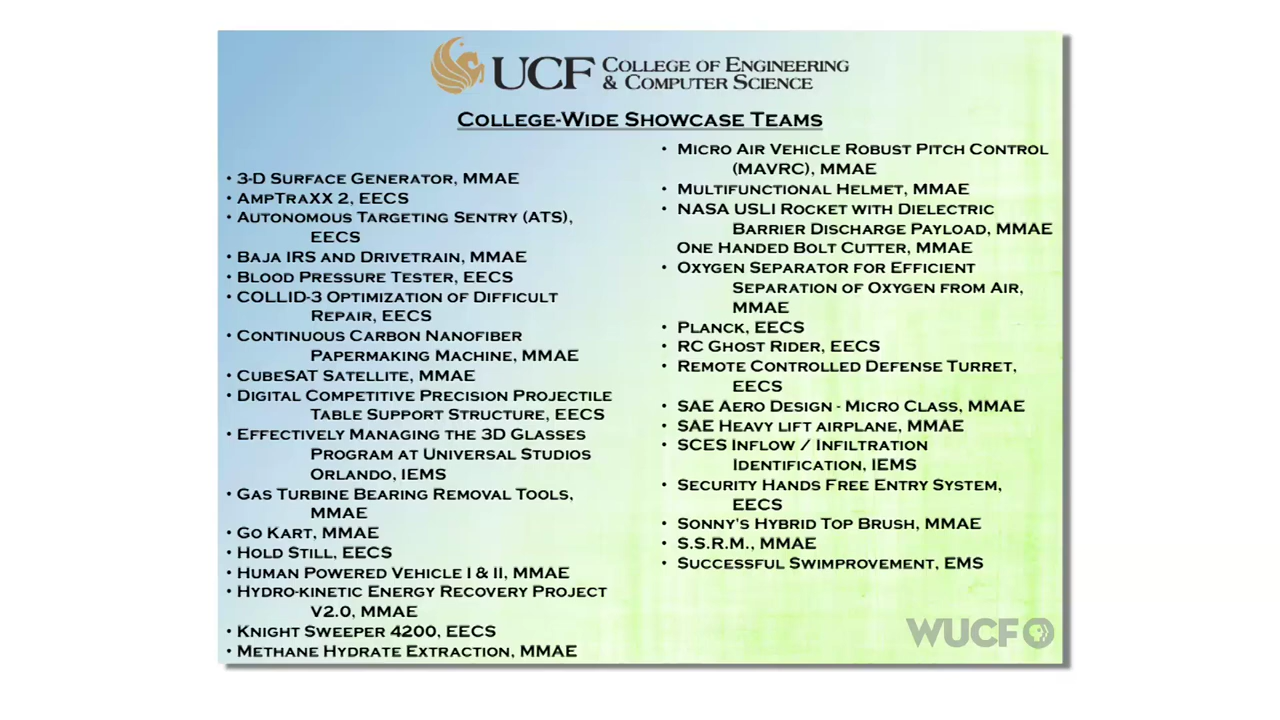 UCF COLLEGE OF ENGINEERING
& COMPUTER SCIENCE
COLLEGE-WIDE SHOWCASE TEAMS
• 3-D SURFACE GENERATOR, MMAE
• AMPTRAXX 2, EECS
• AUTONOMOUS TARGETING SENTRY (ATS),
EECS
• BAJA IRS AND DRIVETRAIN, MMAE
• BLOOD PRESSURE TESTER, EECS
• COLLID-3 OPTIMIZATION OF DIFFICULT
REPAIR, EECS
• CONTINUOUS CARBON NANOFIBER
PAPERMAKING MACHINE, MMAE
• CUBESAT SATELLITE, MMAE
• DIGITAL COMPETITIVE PRECISION PROJECTILE
TABLE SUPPORT STRUCTURE, EECS
• EFFECTIVELY MANAGING THE 3D GLASSES
PROGRAM AT UNIVERSAL STUDIOS
ORLANDO, IEMS
• GAS TURBINE BEARING REMOVAL TOOLS,
MMAE
• GO KART, MMAE
• HOLD STILL, EECS
• HUMAN POWERED VEHICLE I & II, MMAE
• HYDRO-KINETIC ENERGY RECOVERY PROJECT
V2.0, MMAE
• KNIGHT SWEEPER 4200, EECS
• METHANE HYDRATE EXTRACTION, MMAE
• MICRO AIR VEHICLE ROBUST PITCH CONTROL
(MAVRC), MMAE
• MULTIFUNCTIONAL HELMET, MMAE
• NASA USLI ROCKET WITH DIELECTRIC
BARRIER DISCHARGE PAYLOAD, MMAE
ONE HANDED BOLT CUTTER, MMAE
• OXYGEN SEPARATOR FOR EFFICIENT
SEPARATION OF OXYGEN FROM AIR,
MMAE
• PLANCK, EECS
• RC GHOST RIDER, EECS
• REMOTE CONTROLLED DEFENSE TURRET,
EECS
• SAE AERO DESIGN - MICRO CLASS, MMAE
• SAE HEAVY LIFT AIRPLANE, MMAE
• SCES INFLOW / INFILTRATION
IDENTIFICATION, IEMS
• SECURITY HANDS FREE ENTRY SYSTEM,
EECS
• SONNY'S HYBRID TOP BRUSH, MMAE
• S.S.R.M., MMAE
• SUCCESSFUL SWIMPROVEMENT, EMS
WUCF